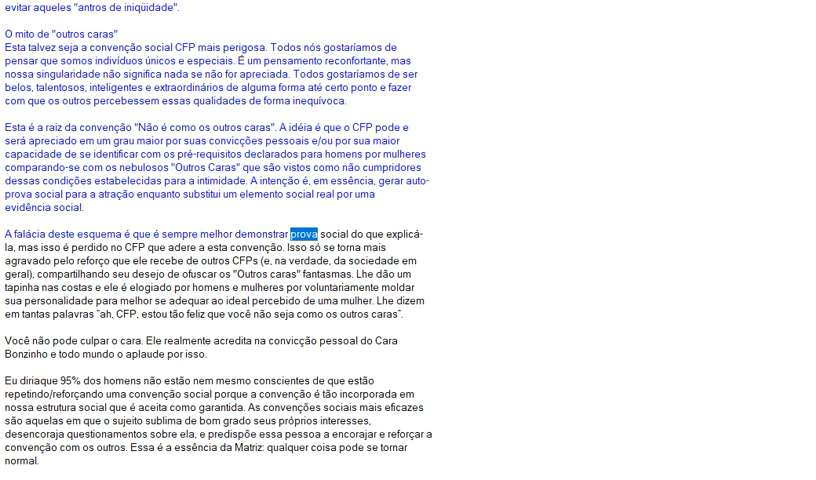 evitar aqueles "antros de iniqüidade".
O mito de "outros caras"
Esta talvez seja a convenção social CFP mais perigosa. Todos nós gostaríamos de
pensar que somos indivíduos únicos e especiais. É um pensamento reconfortante, mas
nossa singularidade não significa nada se não for apreciada. Todos gostaríamos de ser
belos, talentosos, inteligentes e extraordinários de alguma forma até certo ponto e fazer
com que os outros percebessem essas qualidades de forma inequívoca.
Esta é a raiz da convenção "Não é como os outros caras". A idéia é que o CFP pode e
será apreciado em um grau maior por suas convicções pessoais e/ou por sua maior
capacidade de se identificar com os pré-requisitos declarados para homens por mulheres
comparando-se com os nebulosos "Outros Caras" que são vistos como não cumpridores
dessas condições estabelecidas para a intimidade. A intenção é, em essência, gerar auto-
prova social para a atração enquanto substitui um elemento social real por uma
evidência social.
A falácia deste esquema é que é sempre melhor demonstrar prova social do que explicá-
la, mas isso é perdido no CFP que adere a esta convenção. Isso só se torna mais
agravado pelo reforço que ele recebe de outros CFPs (e, na verdade, da sociedade em
geral), compartilhando seu desejo de ofuscar os "Outros caras" fantasmas. Lhe dão um
tapinha nas costas e ele é elogiado por homens e mulheres por voluntariamente moldar
sua personalidade para melhor se adequar ao ideal percebido de uma mulher. Lhe dizem
em tantas palavras "ah, CFP, estou tão feliz que você não seja como os outros caras".
Você não pode culpar o cara. Ele realmente acredita na convicção pessoal do Cara
Bonzinho e todo mundo o aplaude por isso.
Eu diriaque 95% dos homens não estão nem mesmo conscientes de que estão
repetindo/reforçando uma convenção social porque a convenção é tão incorporada em
nossa estrutura social que é aceita como garantida. As convenções sociais mais eficazes
são aquelas em que o sujeito sublima de bom grado seus próprios interesses,
desencoraja questionamentos sobre ela, e predispõe essa pessoa a encorajar e reforçar a
convenção com os outros. Essa é a essência da Matriz: qualquer coisa pode se tornar
normal.